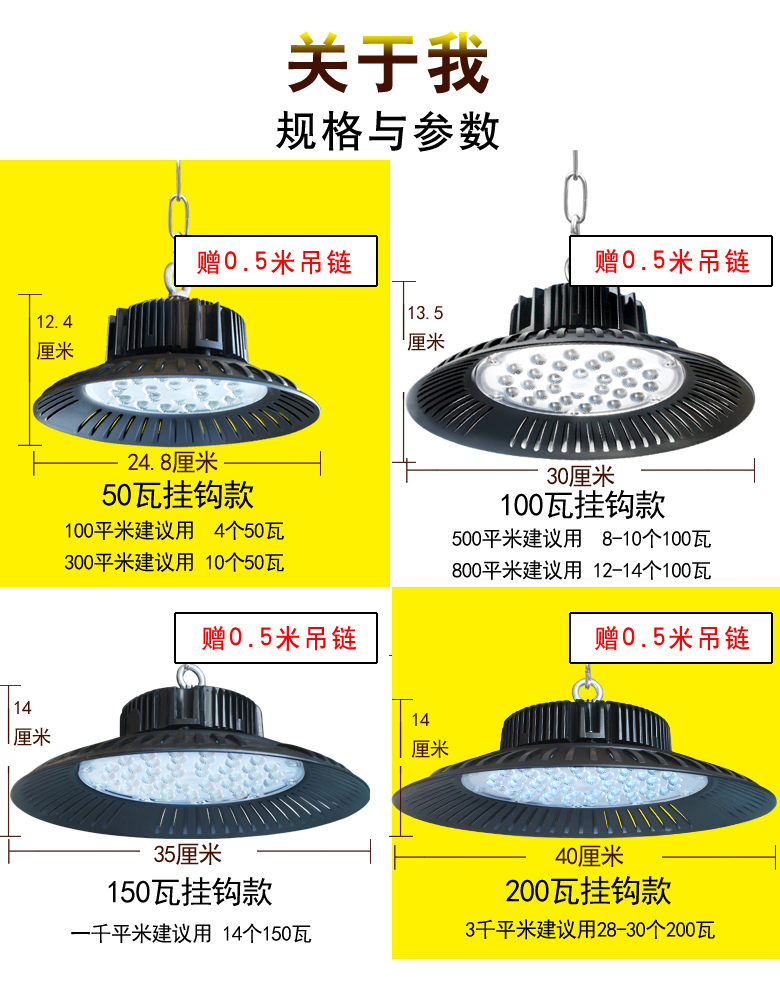 关于我
规格与参数
赠0.5米吊链
12.4
厘米
24.8厘米
50瓦挂钩款
100平米建议用 4个50瓦
300平米建议用 10个50瓦
赠0.5米吊链
13.5
厘米
30厘米
100瓦挂钩款
500平米建议用 8-10个100瓦
800平米建议用 12-14个100瓦
赠0.5米吊链
14
厘米
35厘米
150瓦挂钩款
一千平米建议用 14个150瓦
赠0.5米吊链
14
厘米
40厘米
200瓦挂钩款
3千平米建议用28-30个200瓦